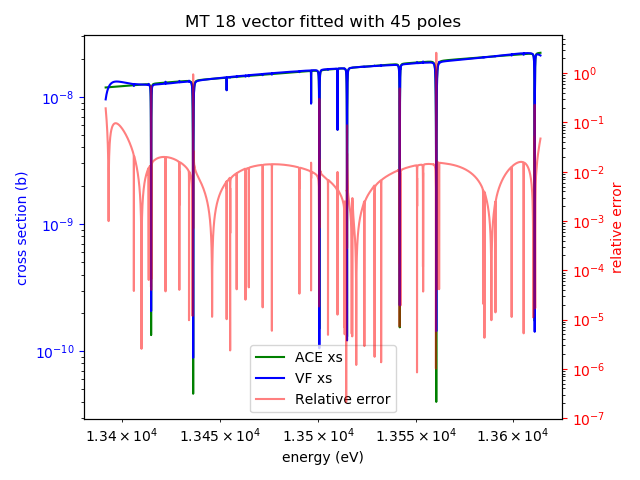 MT 18 vector fitted with 45 poles
cross section (b)
10⁻⁸
10⁻⁹
10⁻¹⁰
10⁰
10⁻¹
10⁻²
10⁻³
10⁻⁴
10⁻⁵
10⁻⁶
10⁻⁷
relative error
ACE xs
VF xs
Relative error
1.34 × 10⁴ 1.345 × 10⁴ 1.35 × 10⁴ 1.355 × 10⁴ 1.36 × 10⁴
energy (eV)